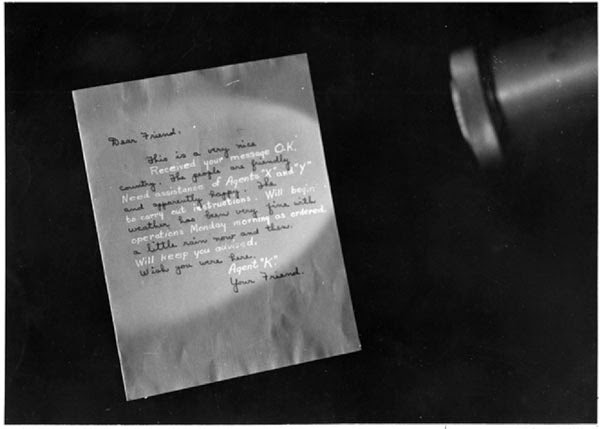 Dear Friend,
This is a very nice
Received your message O.K.
country. The people are friendly
Need assistance of Agents "X" and "Y"
and apparently happy. The
to carry out instructions. Will begin
weather has been very fine with
operations Monday morning as ordered.
a little rain now and then.
Will keep you advised.
Wish you were here,
Agent "K"
Your Friend.